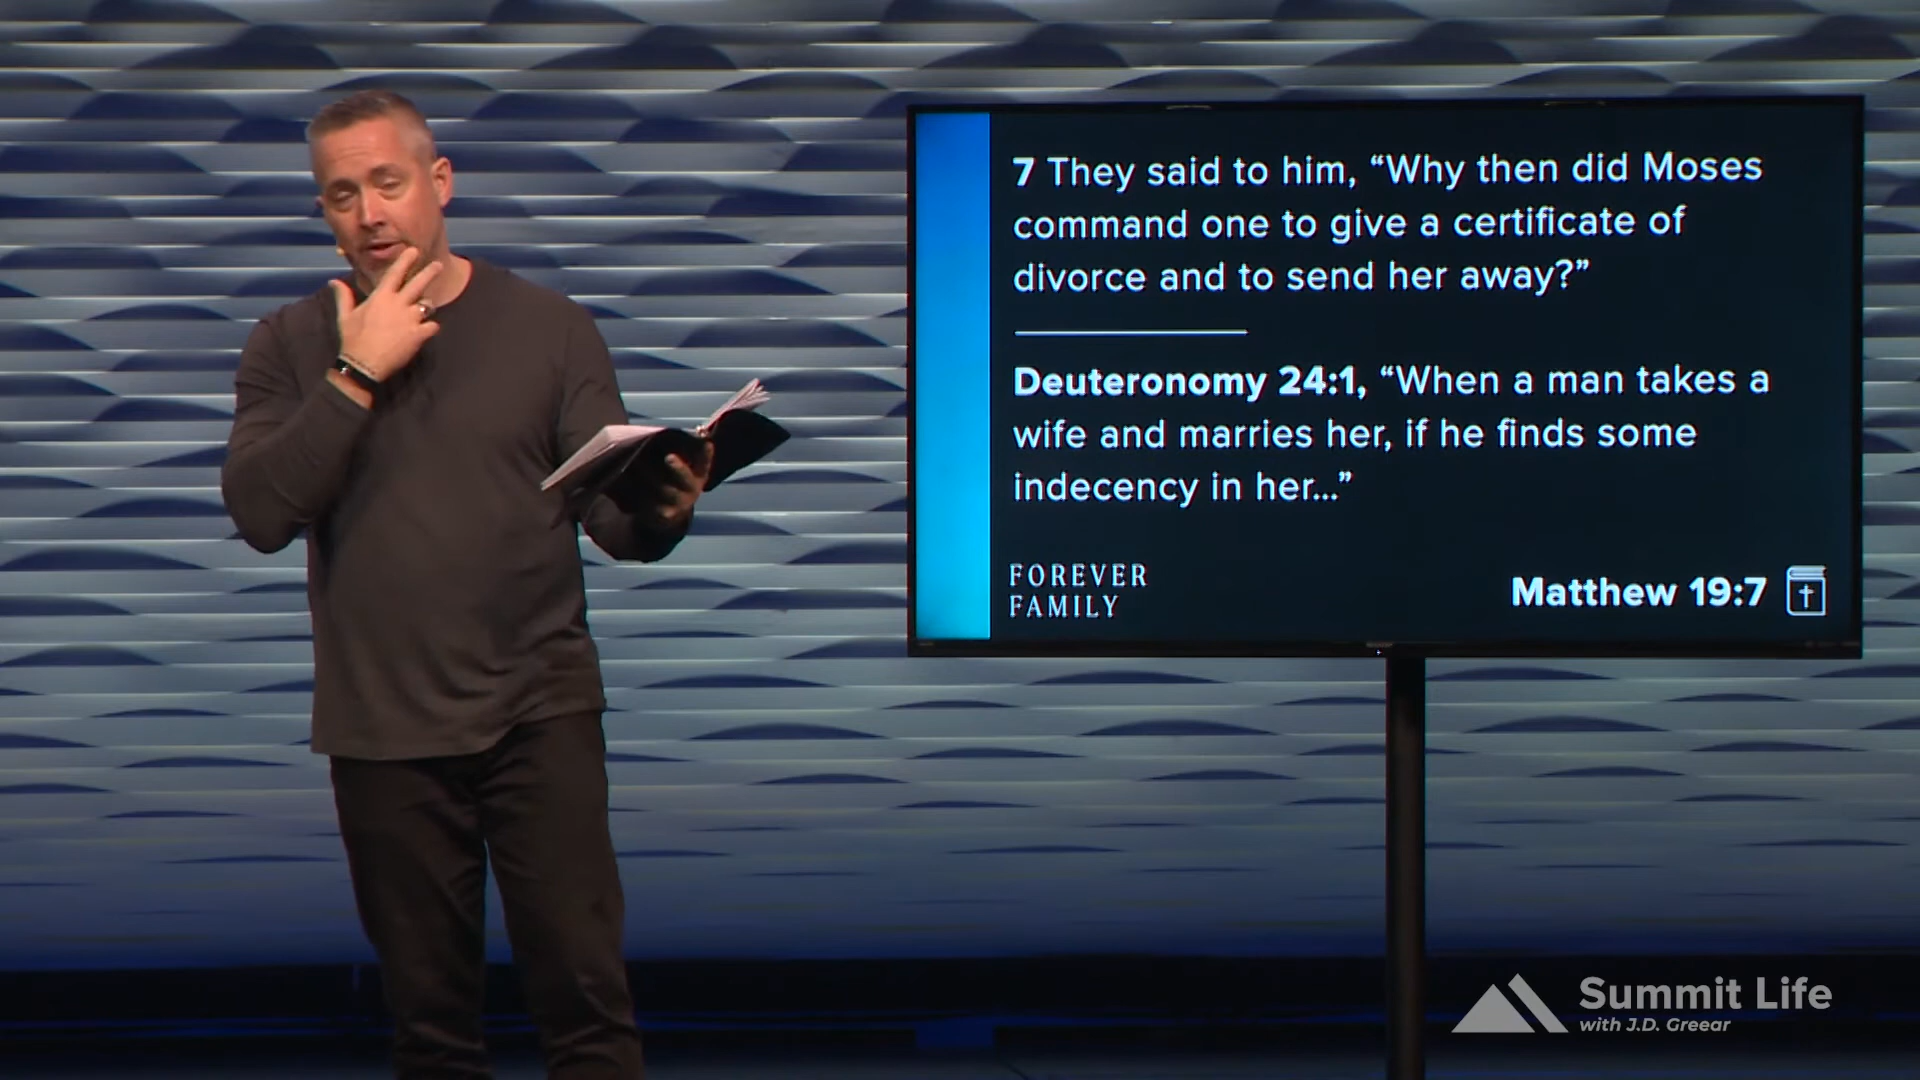 7 They said to him, “Why then did Moses
command one to give a certificate of
divorce and to send her away?”
Deuteronomy 24:1, “When a man takes a
wife and marries her, if he finds some
indecency in her...”
FOREVER
FAMILY
Matthew 19:7
Summit Life
with J.D. Greear